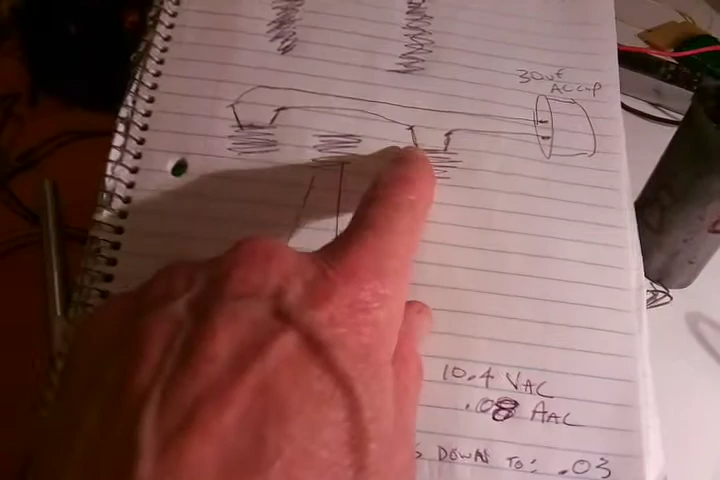 30uF
AC CAP
10.4 VAC
.08 AAC
DOWN TO: .03